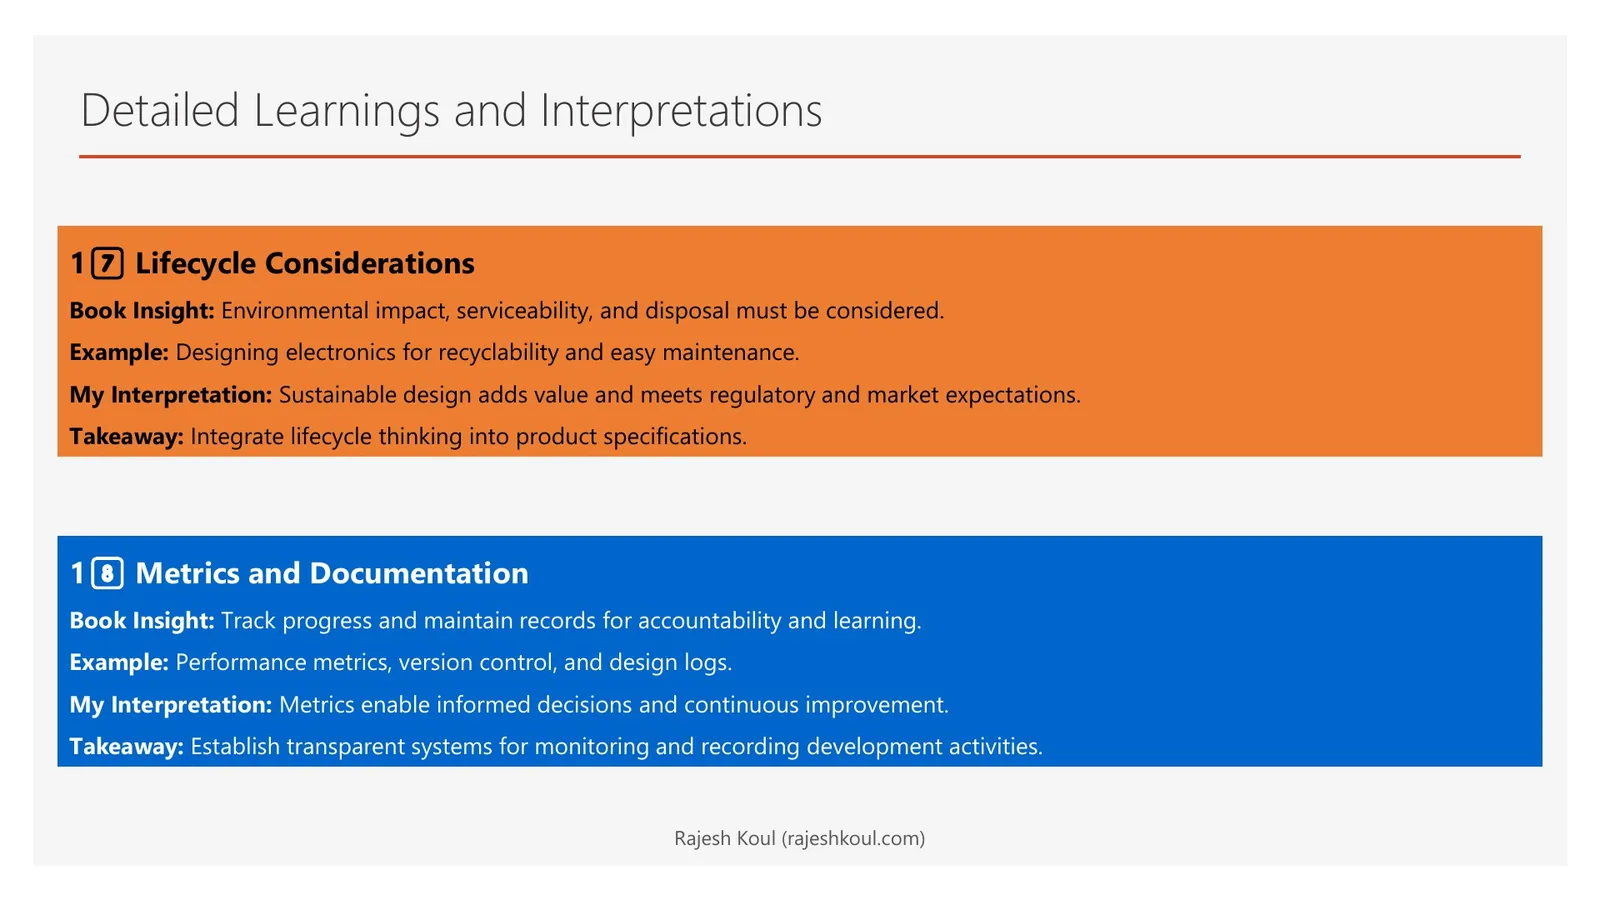 Detailed Learnings and Interpretations
17️⃣ Lifecycle Considerations
Book Insight: Environmental impact, serviceability, and disposal must be considered.
Example: Designing electronics for recyclability and easy maintenance.
My Interpretation: Sustainable design adds value and meets regulatory and market expectations.
Takeaway: Integrate lifecycle thinking into product specifications.
18️⃣ Metrics and Documentation
Book Insight: Track progress and maintain records for accountability and learning.
Example: Performance metrics, version control, and design logs.
My Interpretation: Metrics enable informed decisions and continuous improvement.
Takeaway: Establish transparent systems for monitoring and recording development activities.
Rajesh Koul (rajeshkoul.com)